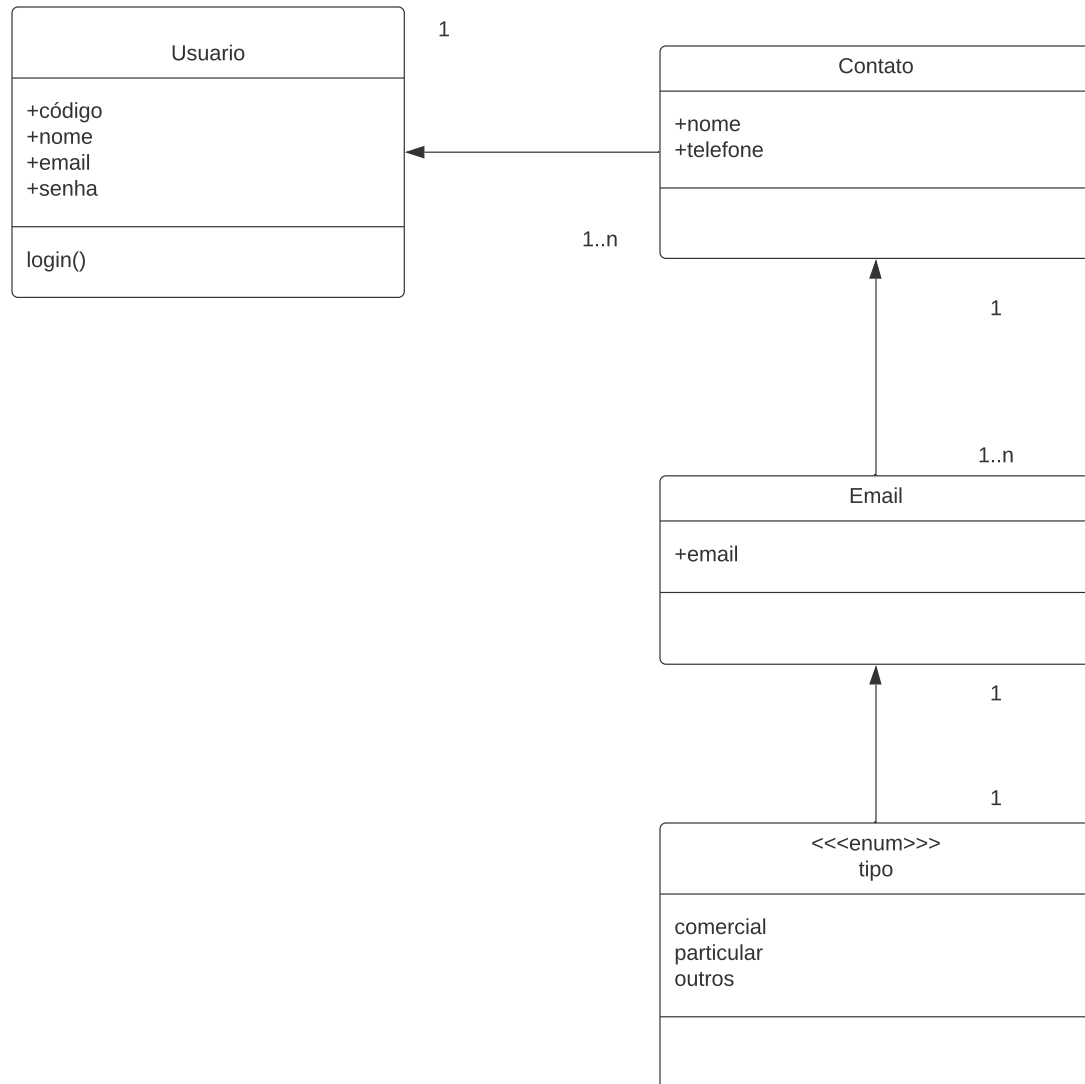 Usuario
+código
+nome
+email
+senha
login()
1
1..n
Contato
+nome
+telefone
1
1..n
Email
+email
1
1
<<<enum>>>
tipo
comercial
particular
outros